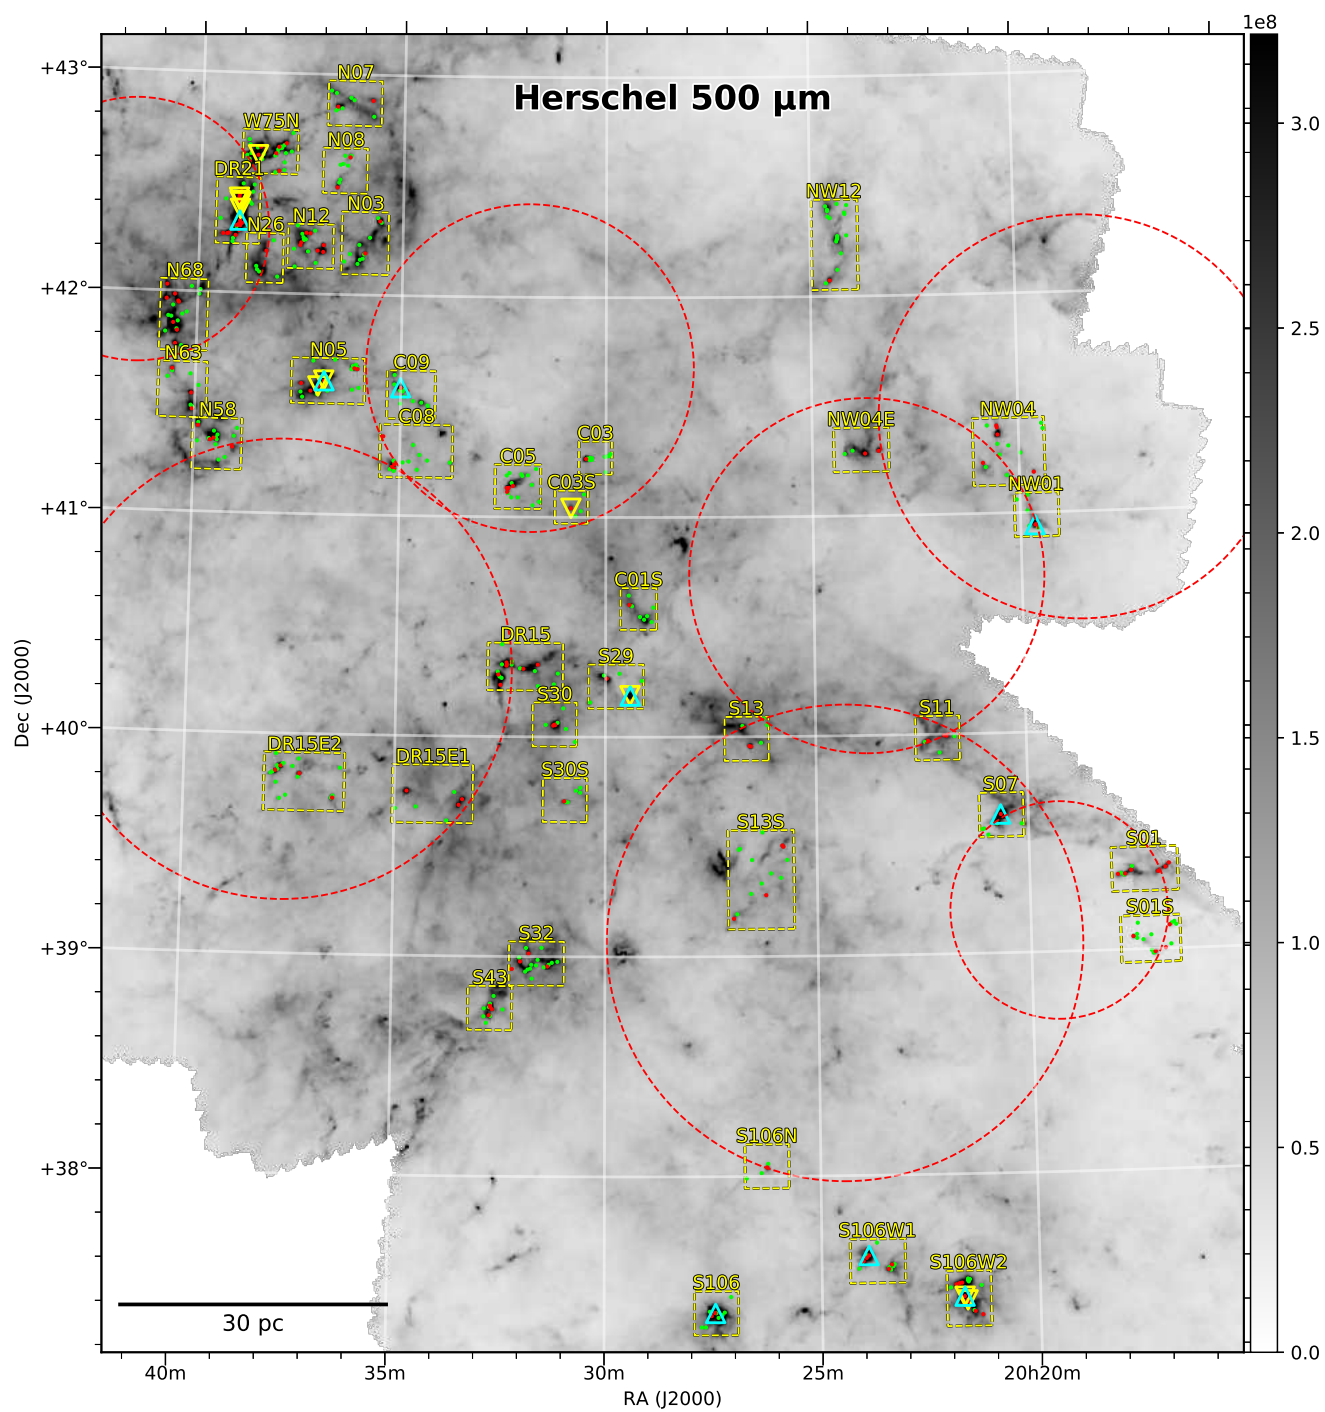 1e8
Herschel 500 µm
+43°
+42°
+41°
+40°
+39°
+38°
Dec (J2000)
N07
W75N
N08
DR21
N03
N12
N26
N68
NW12
N05
N63
C09
N58
C08
C03
C05
C03S
NW04E
NW04
NW01
C01S
DR15
S29
S30
S13
S11
DR15E2
DR15E1
S30S
S07
S13S
S01
S01S
S32
S43
S106N
S106W1
S106W2
S106
30 pc
40m
35m
30m
25m
20h20m
RA (J2000)
3.0
2.5
2.0
1.5
1.0
0.5
0.0